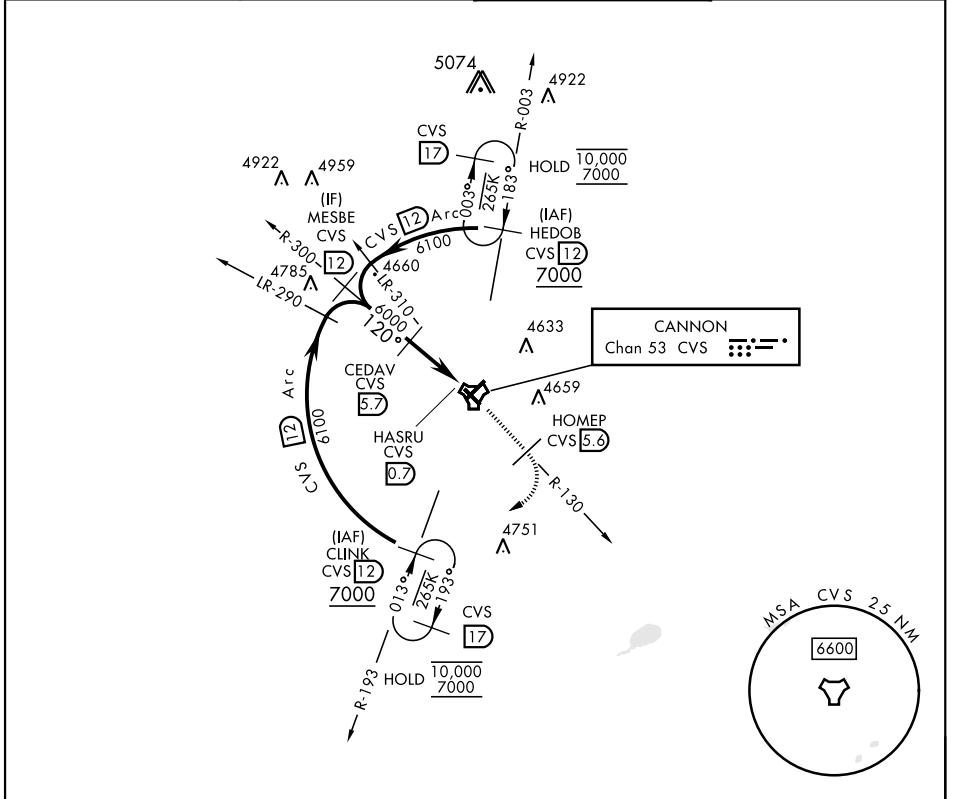 5074
4922
R-003
CVS
17
HOLD 10,000
7000
003°
265K
183°
4922
4959
(IF)
MESBE
CVS
12
CVS 12 Arc
6100
(IAF)
HEDOB
CVS 12
7000
R-300
4785
4660
LR-290
LR-310
6000
120°
4633
CANNON
Chan 53 CVS
CEDAV
CVS
5.7
4659
Arc
12
CVS
6100
HASRU
CVS
0.7
HOMEP
CVS 5.6
R-130
4751
(IAF)
CLINK
CVS 12
7000
013°
265K
193°
CVS
17
R-193
HOLD 10,000
7000
MSA CVS 25 NM
6600